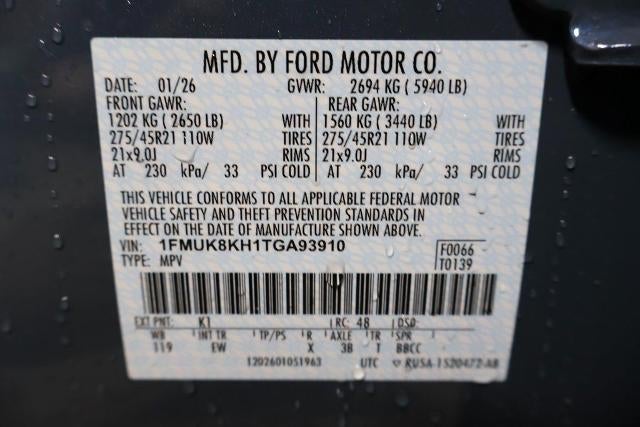 MFD. BY FORD MOTOR CO.
DATE: 01/26 GVWR: 2694 KG ( 5940 LB)
FRONT GAWR: REAR GAWR:
1202 KG ( 2650 LB) WITH 1560 KG ( 3440 LB) WITH
275/45R21 110W TIRES 275/45R21 110W TIRES
21x9.0J RIMS 21x9.0J RIMS
AT 230 kPa/ 33 PSI COLD AT 230 kPa/ 33 PSI COLD
THIS VEHICLE CONFORMS TO ALL APPLICABLE FEDERAL MOTOR
VEHICLE SAFETY AND THEFT PREVENTION STANDARDS IN
EFFECT ON THE DATE OF MANUFACTURE SHOWN ABOVE.
VIN: 1FMUK8KH1TGA93910 F0066
TYPE: MPV T0139
EXT PNT: K1 RC: 48 DSO:
WB INT TR TP/PS R AXLE TR SPR
119 EW X 3B T BBCC
1202601051963 UTC RUSA-1520472-AB